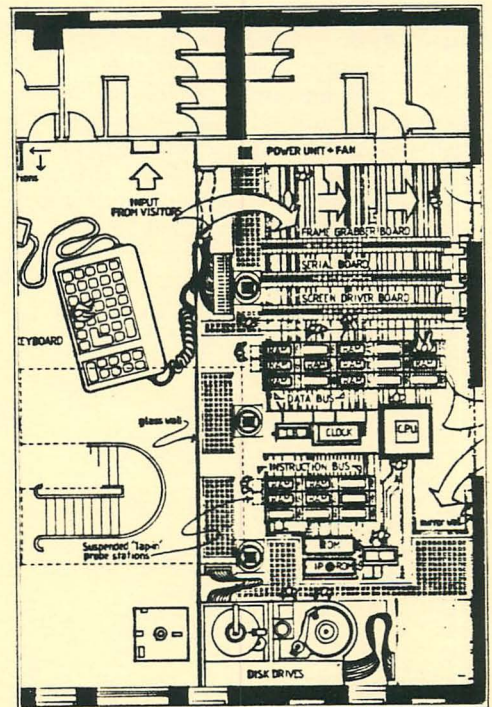 POWER UNIT + FAN
INPUT
FROM VISITORS
FRAME GRABBER BOARD
SERIAL BOARD
SCREEN DRIVER BOARD
KEYBOARD
DATA BUS
glass wall
CLOCK
CPU
INSTRUCTION BUS
Suspended "tap-in"
probe stations
ROM
mirror wall
DISK DRIVES